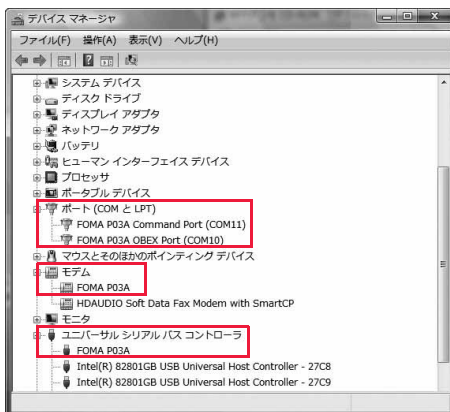 デバイス マネージャ
ファイル(F) 操作(A) 表示(V) ヘルプ(H)
システム デバイス
ディスク ドライブ
ディスプレイ アダプタ
ネットワーク アダプタ
バッテリ
ヒューマン インターフェイス デバイス
プロセッサ
ポータブル デバイス
ポート (COM と LPT)
FOMA P03A Command Port (COM11)
FOMA P03A OBEX Port (COM10)
マウスとそのほかのポインティング デバイス
モデム
FOMA P03A
HDAUDIO Soft Data Fax Modem with SmartCP
モニタ
ユニバーサル シリアル バス コントローラ
FOMA P03A
Intel(R) 82801GB USB Universal Host Controller - 27C8
Intel(R) 82801GB USB Universal Host Controller - 27C9